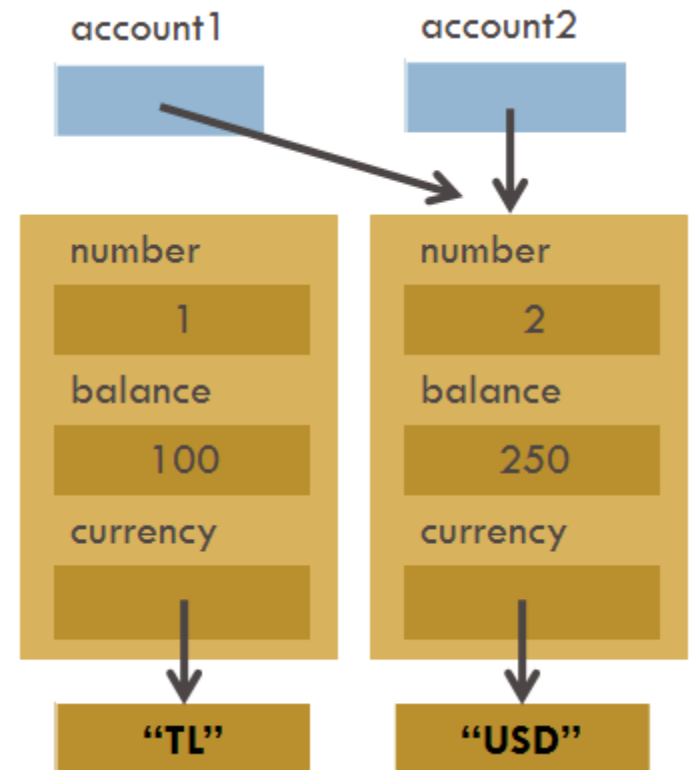 account1
account2
number
1
balance
100
currency
“TL”
number
2
balance
250
currency
“USD”